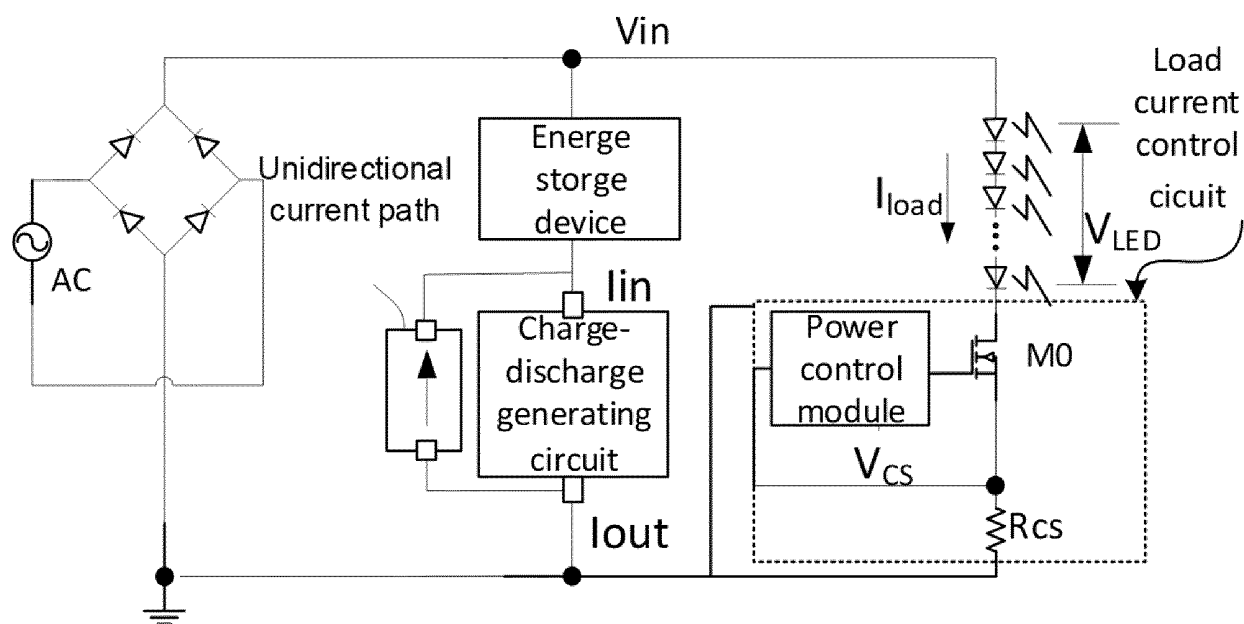 Vin
Load
current
control
cicuit
Energe
storge
device
Unidirectional
current path
AC
Iload
VLED
Iin
Charge-
discharge
generating
circuit
Power
control
module
M0
VCS
Rcs
Iout